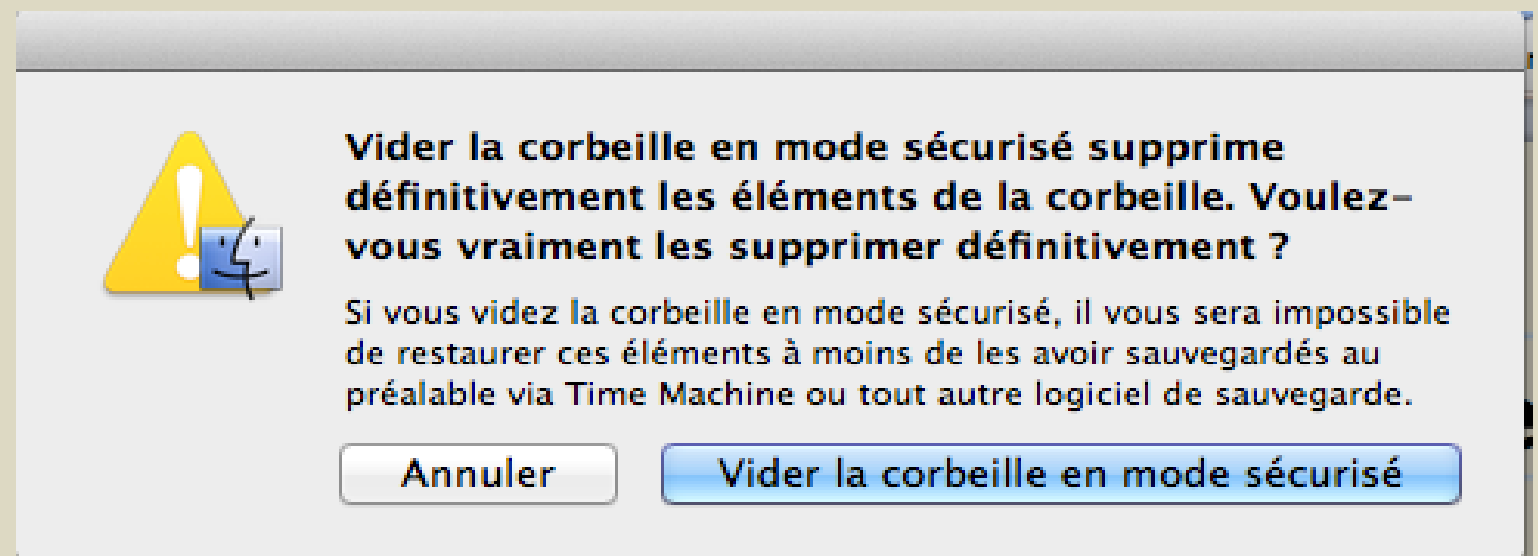 Vider la corbeille en mode sécurisé supprime
définitivement les éléments de la corbeille. Voulez-
vous vraiment les supprimer définitivement ?
Si vous videz la corbeille en mode sécurisé, il vous sera impossible
de restaurer ces éléments à moins de les avoir sauvegardés au
préalable via Time Machine ou tout autre logiciel de sauvegarde.
Annuler
Vider la corbeille en mode sécurisé